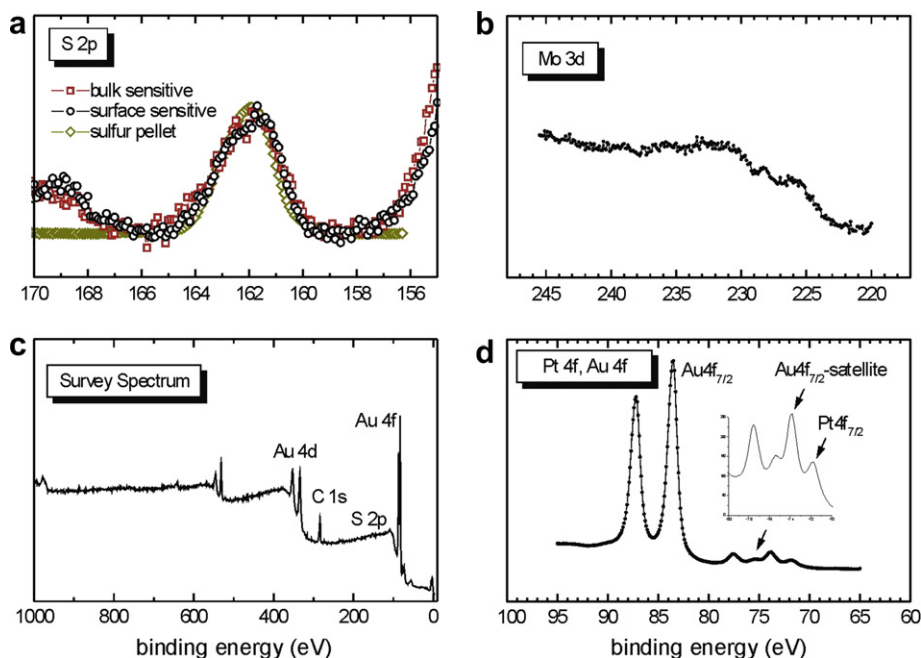 a
S 2p
bulk sensitive
surface sensitive
sulfur pellet
170 168 166 164 162 160 158 156
b
Mo 3d
245 240 235 230 225 220
c
Survey Spectrum
Au 4f
Au 4d
C 1s
S 2p
1000 800 600 400 200 0
binding energy (eV)
d
Pt 4f, Au 4f
Au4f7/2
Au4f7/2-satellite
Pt4f7/2
100 95 90 85 80 75 70 65 60
binding energy (eV)